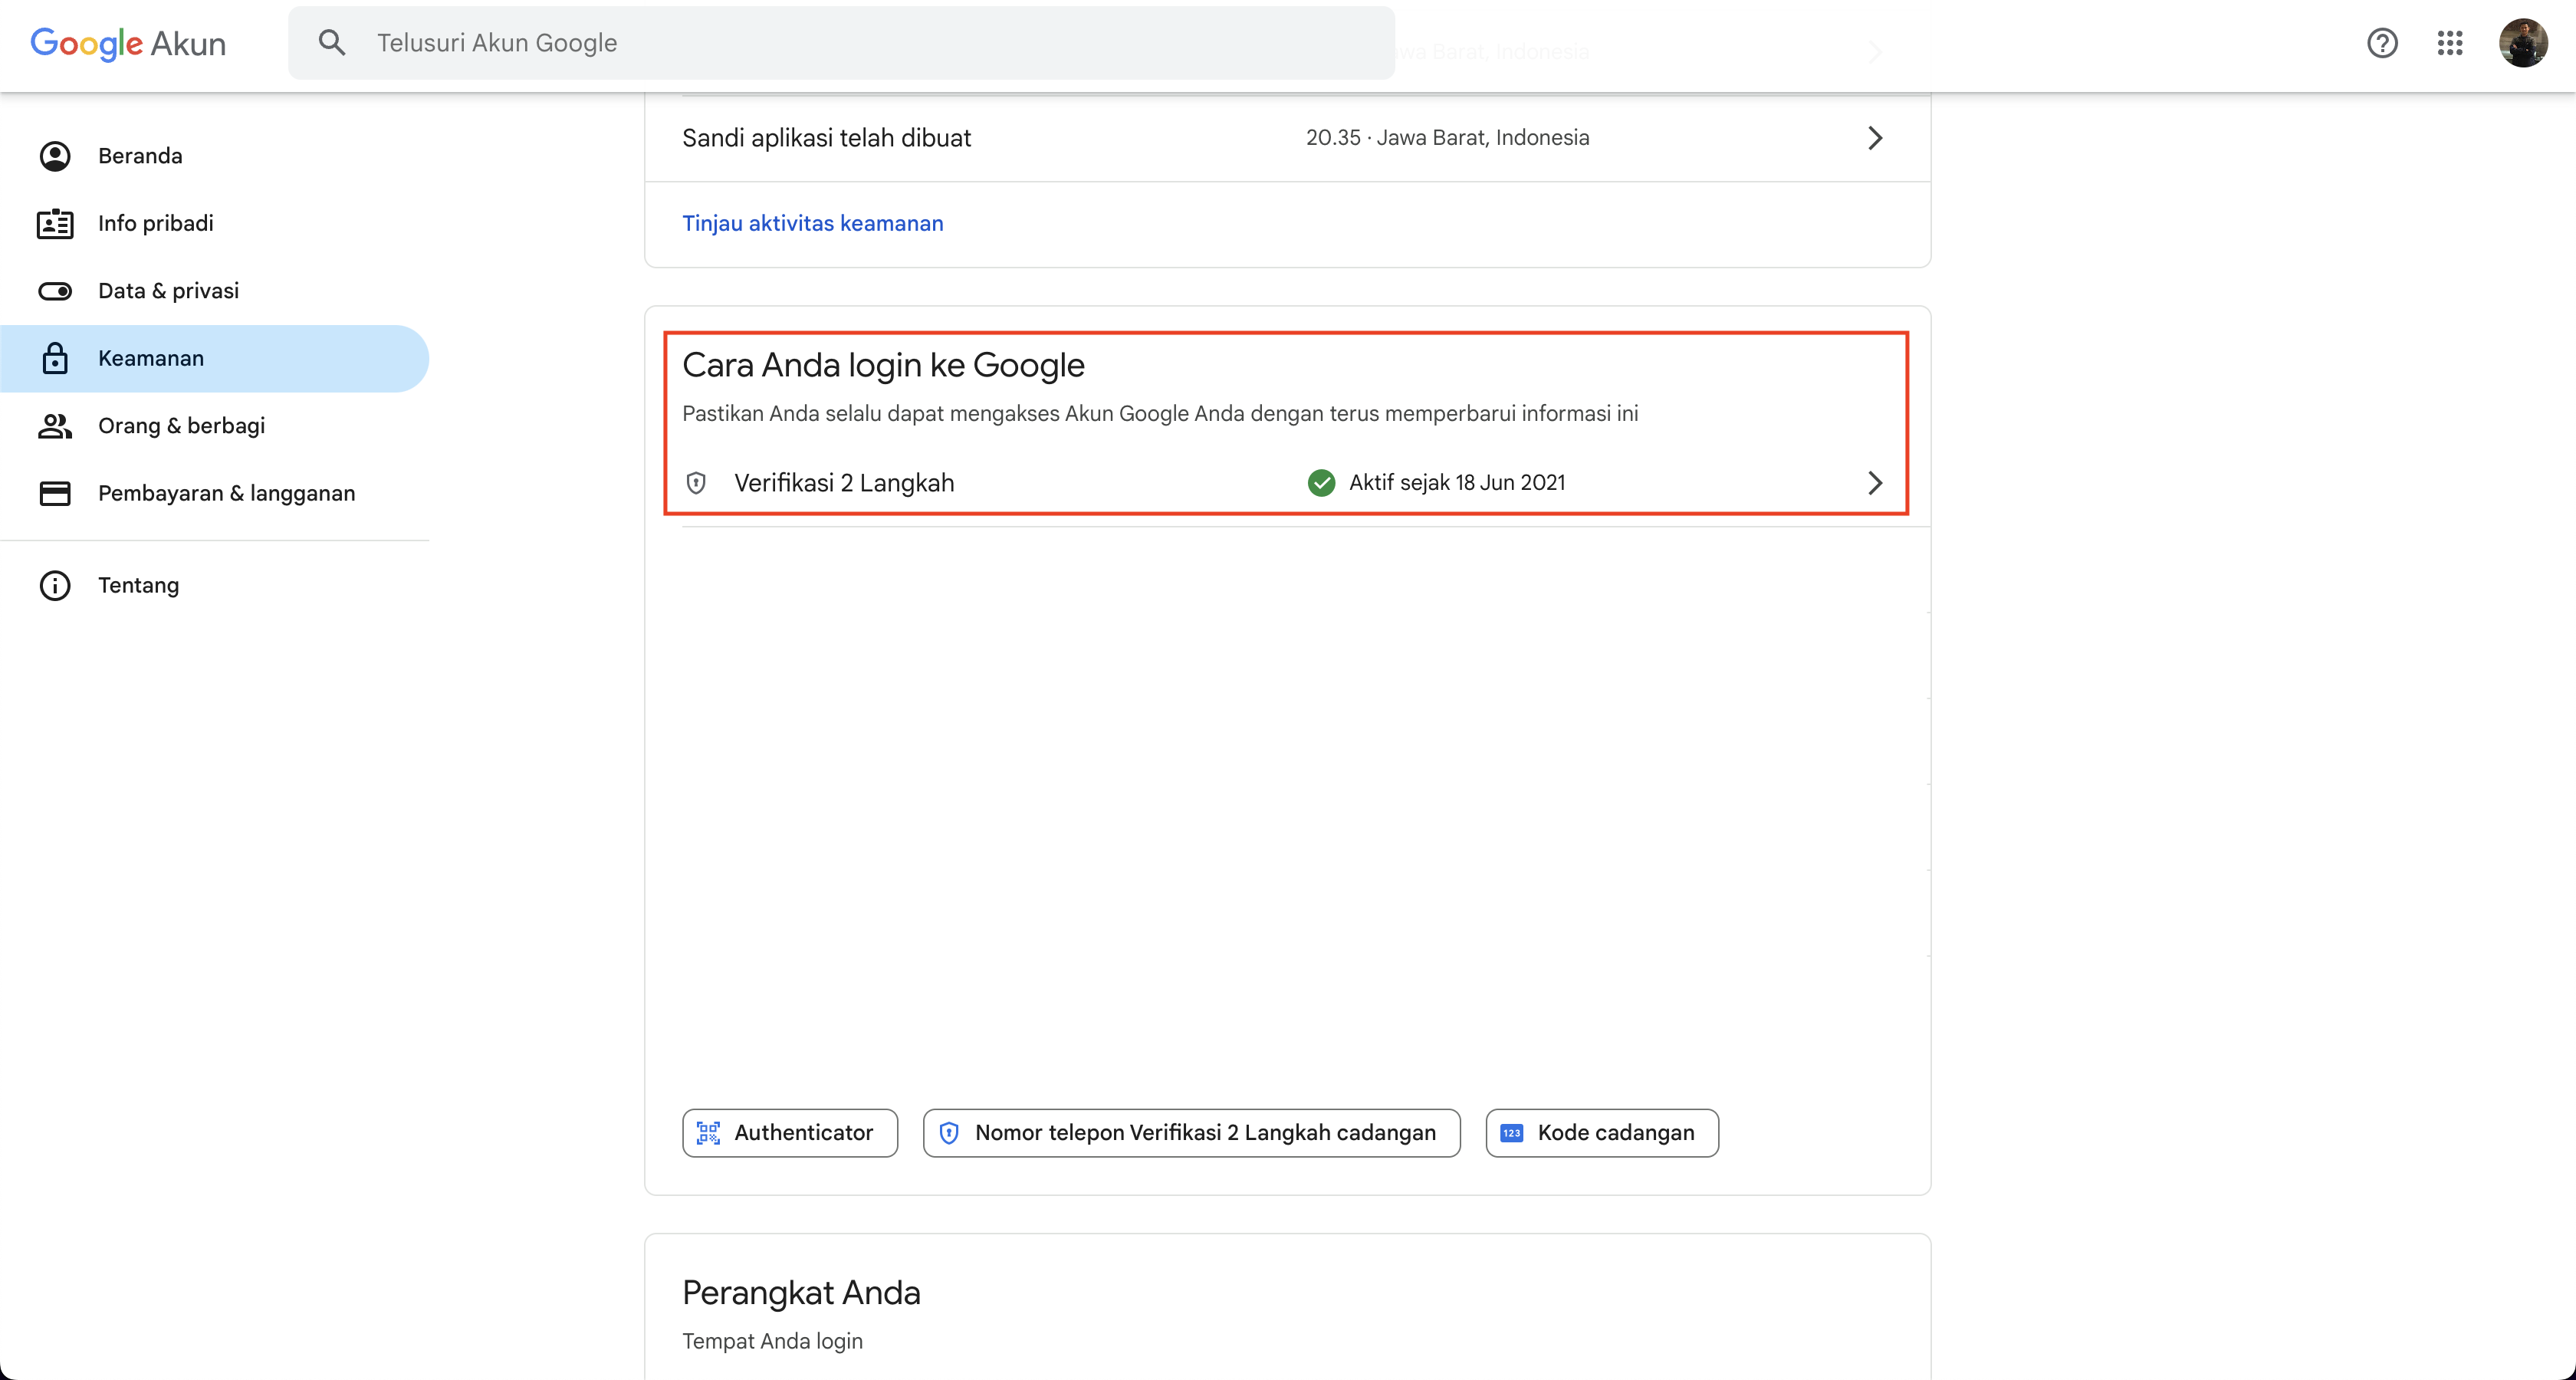 Google Akun
Telusuri Akun Google
Jawa Barat, Indonesia
Beranda
Info pribadi
Data & privasi
Keamanan
Orang & berbagi
Pembayaran & langganan
Tentang
Sandi aplikasi telah dibuat
20.35 · Jawa Barat, Indonesia
Tinjau aktivitas keamanan
Cara Anda login ke Google
Pastikan Anda selalu dapat mengakses Akun Google Anda dengan terus memperbarui informasi ini
Verifikasi 2 Langkah
Aktif sejak 18 Jun 2021
Authenticator
Nomor telepon Verifikasi 2 Langkah cadangan
123
Kode cadangan
Perangkat Anda
Tempat Anda login